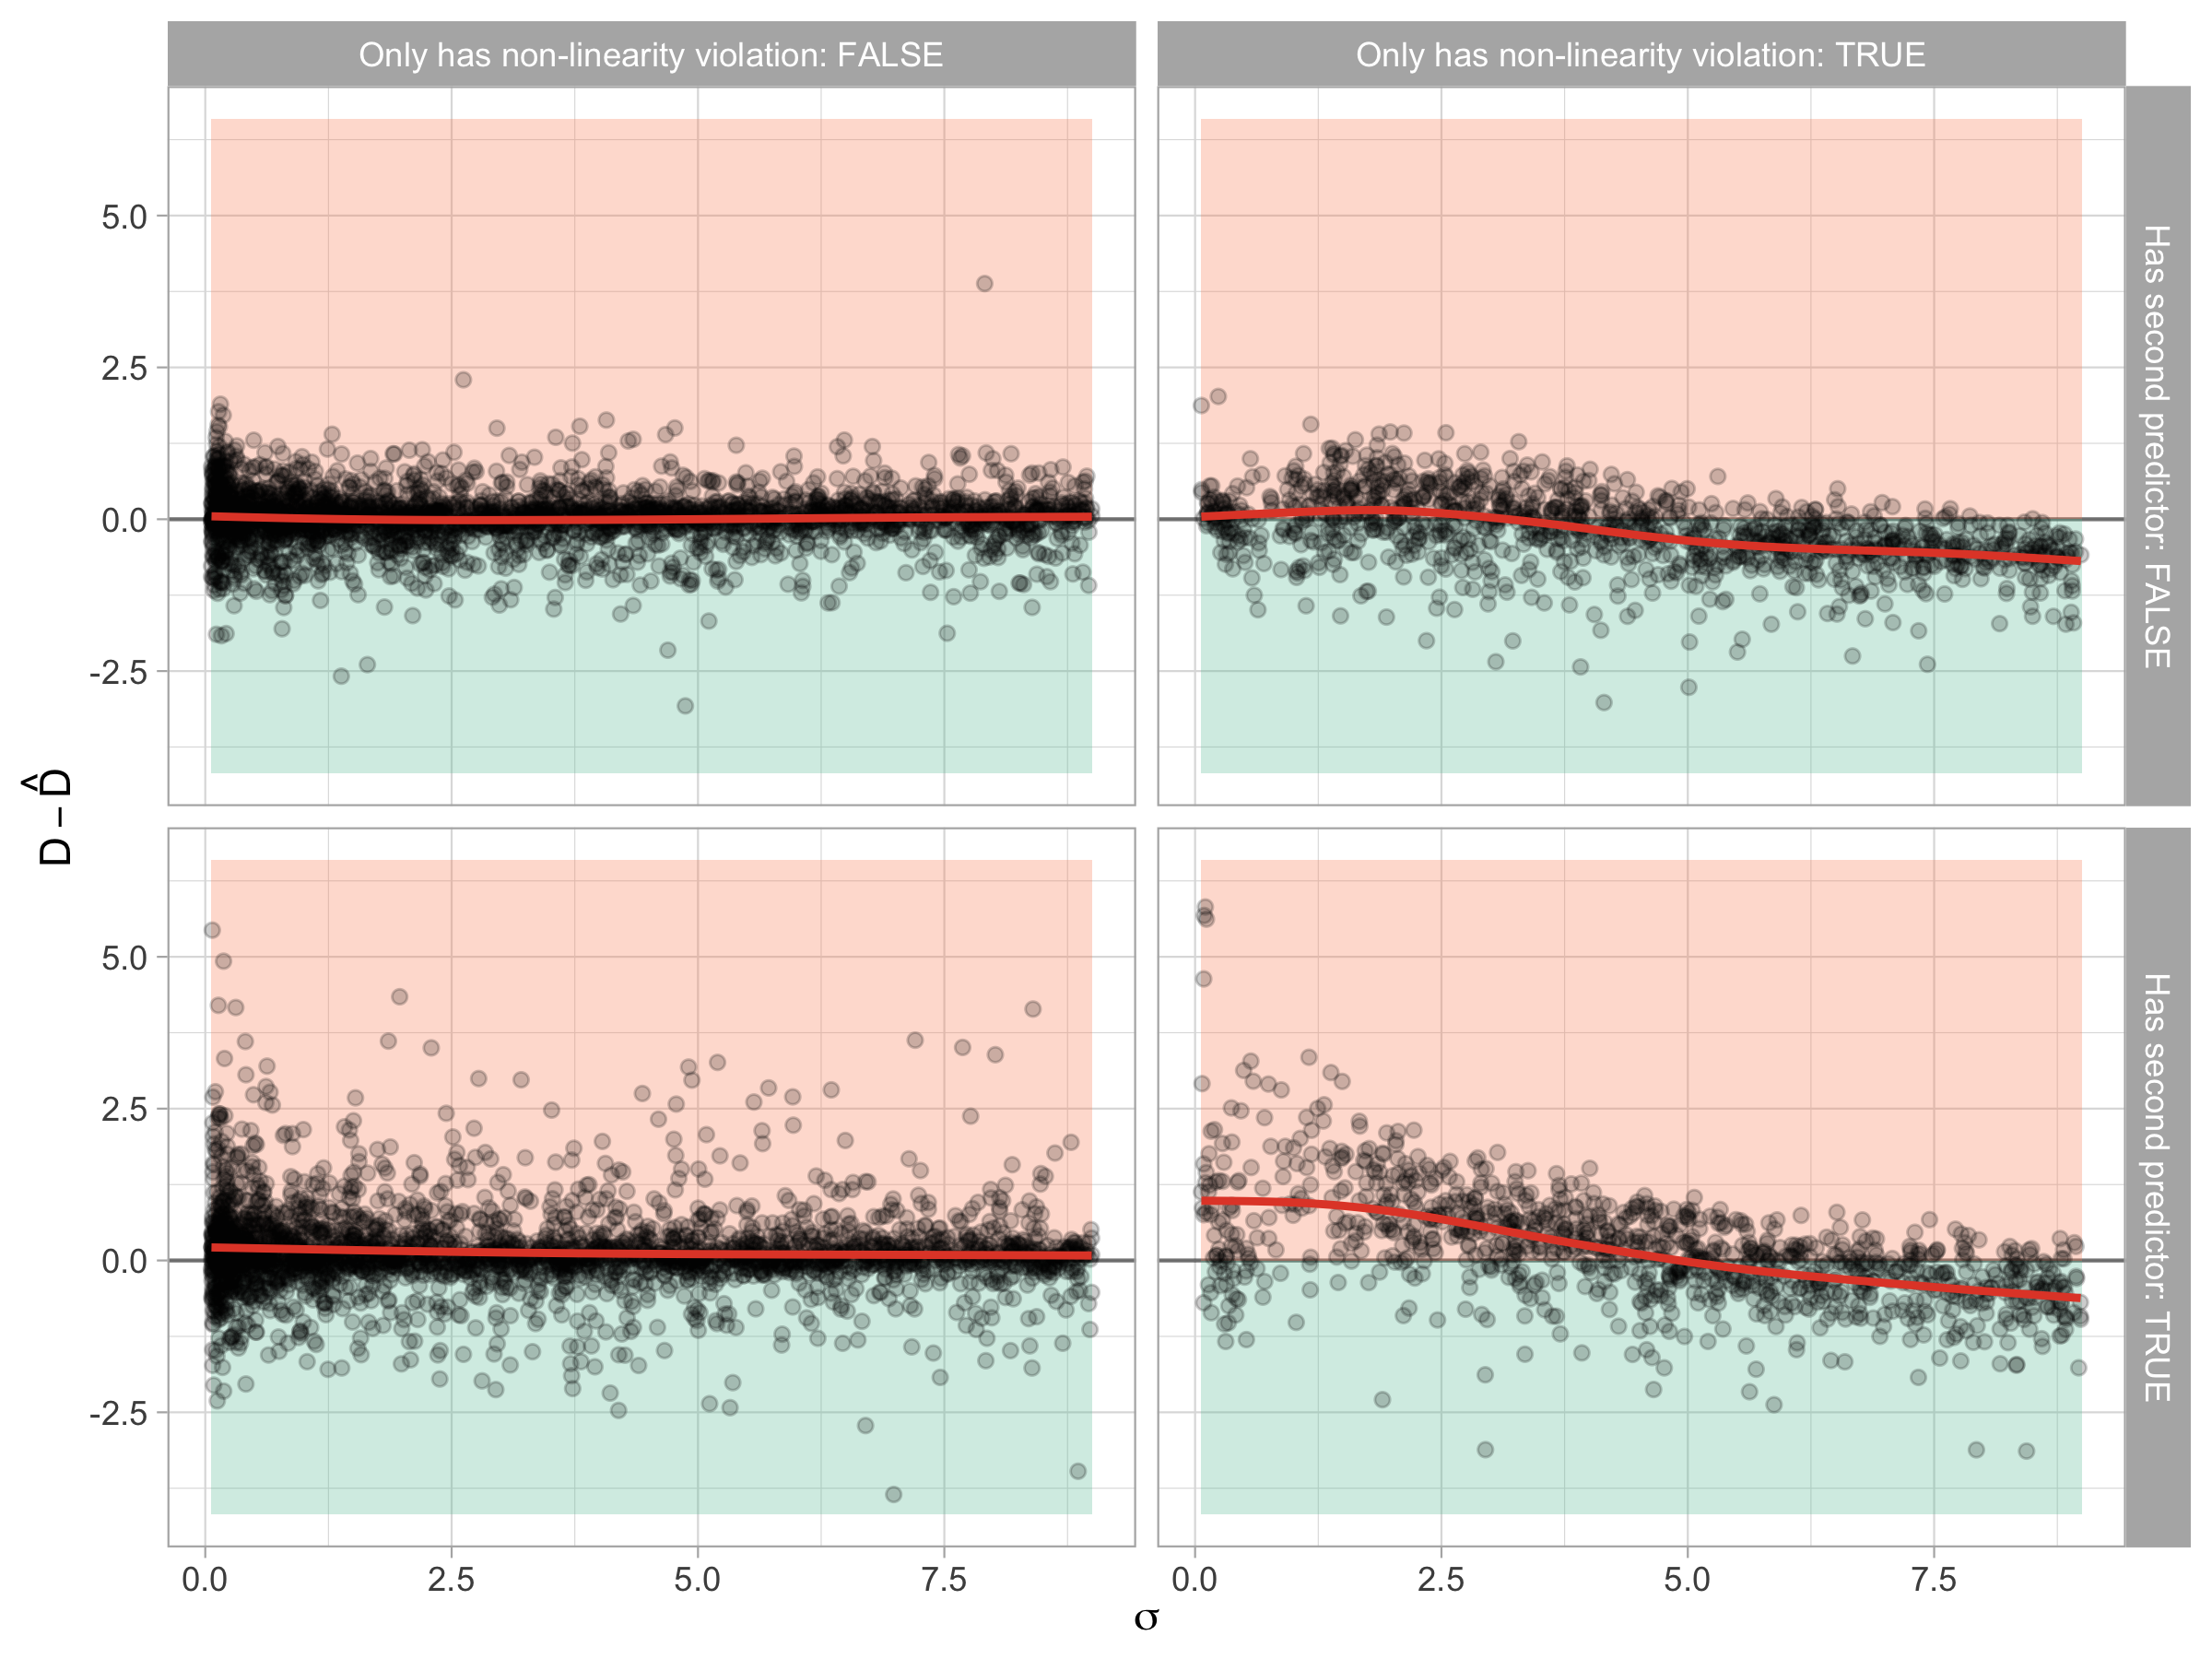 Only has non-linearity violation: FALSE
Only has non-linearity violation: TRUE
5.0
2.5
0.0
-2.5
Has second predictor: FALSE
D – D̂
5.0
2.5
0.0
-2.5
Has second predictor: TRUE
0.0 2.5 5.0 7.5
0.0 2.5 5.0 7.5
σ